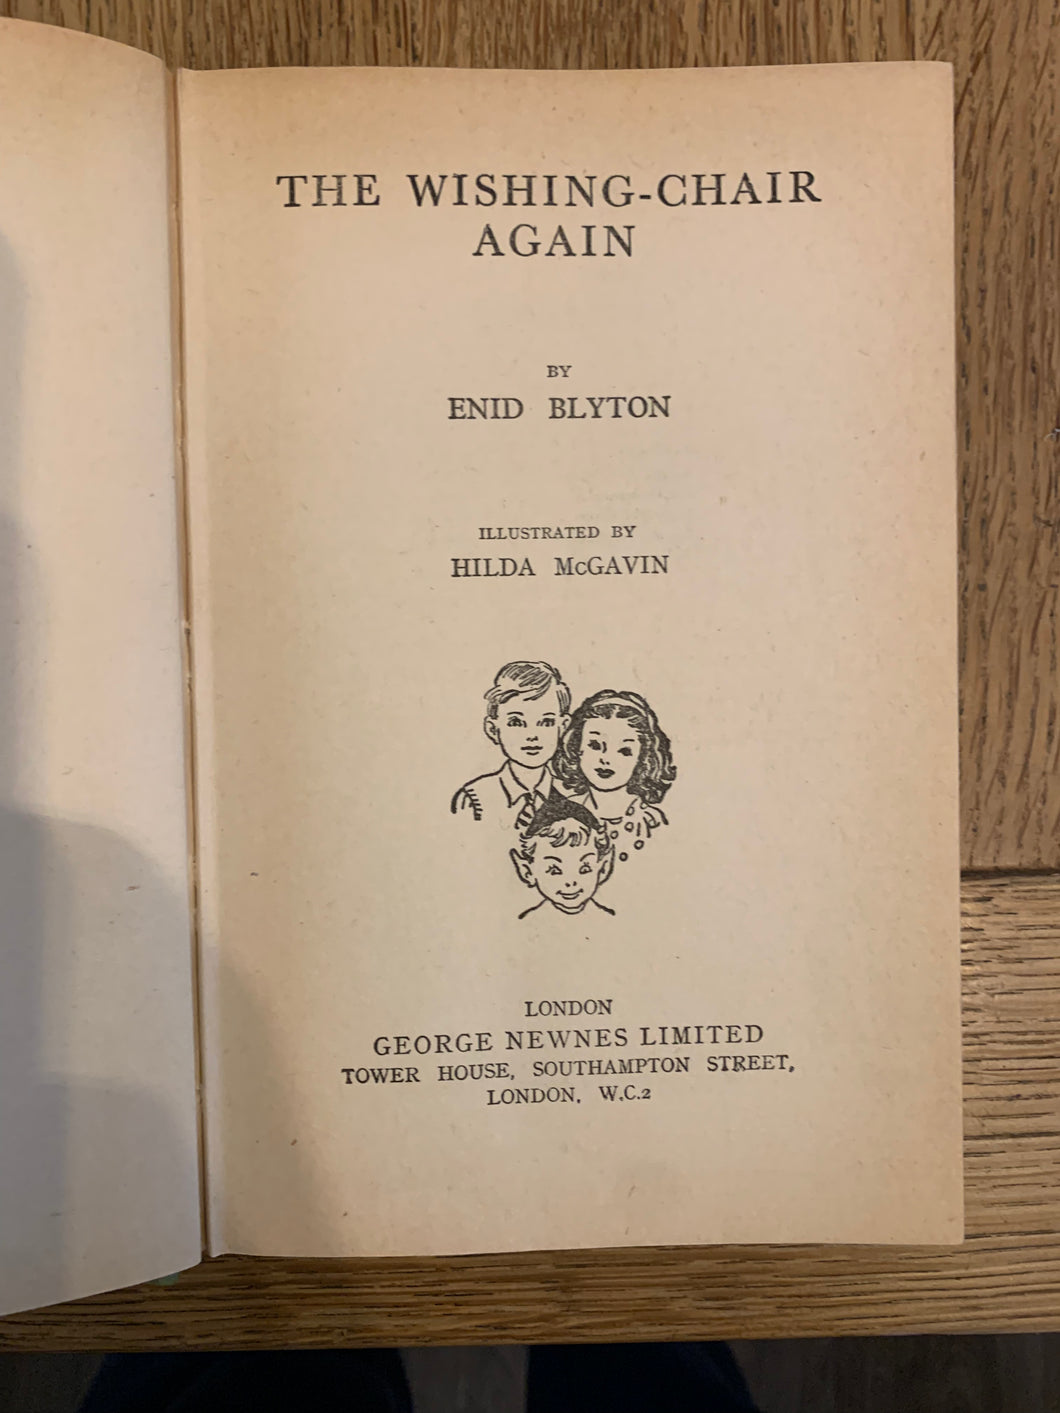 THE WISHING-CHAIR
AGAIN
BY
ENID BLYTON
ILLUSTRATED BY
HILDA McGAVIN
LONDON
GEORGE NEWNES LIMITED
TOWER HOUSE, SOUTHAMPTON STREET,
LONDON, W.C.2